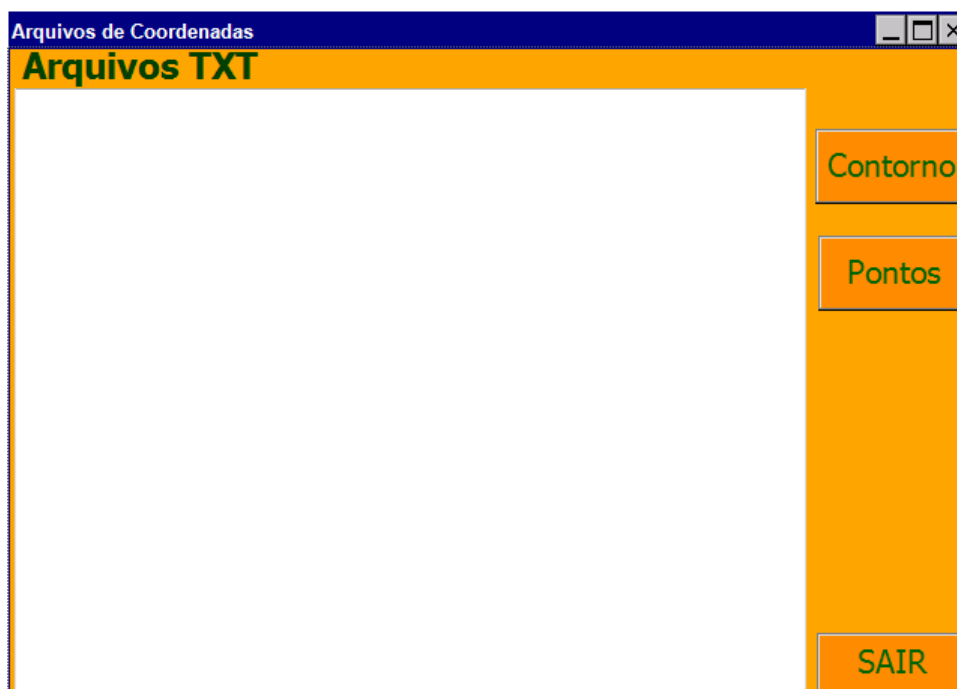 Arquivos de Coordenadas
Arquivos TXT
Contorno
Pontos
SAIR